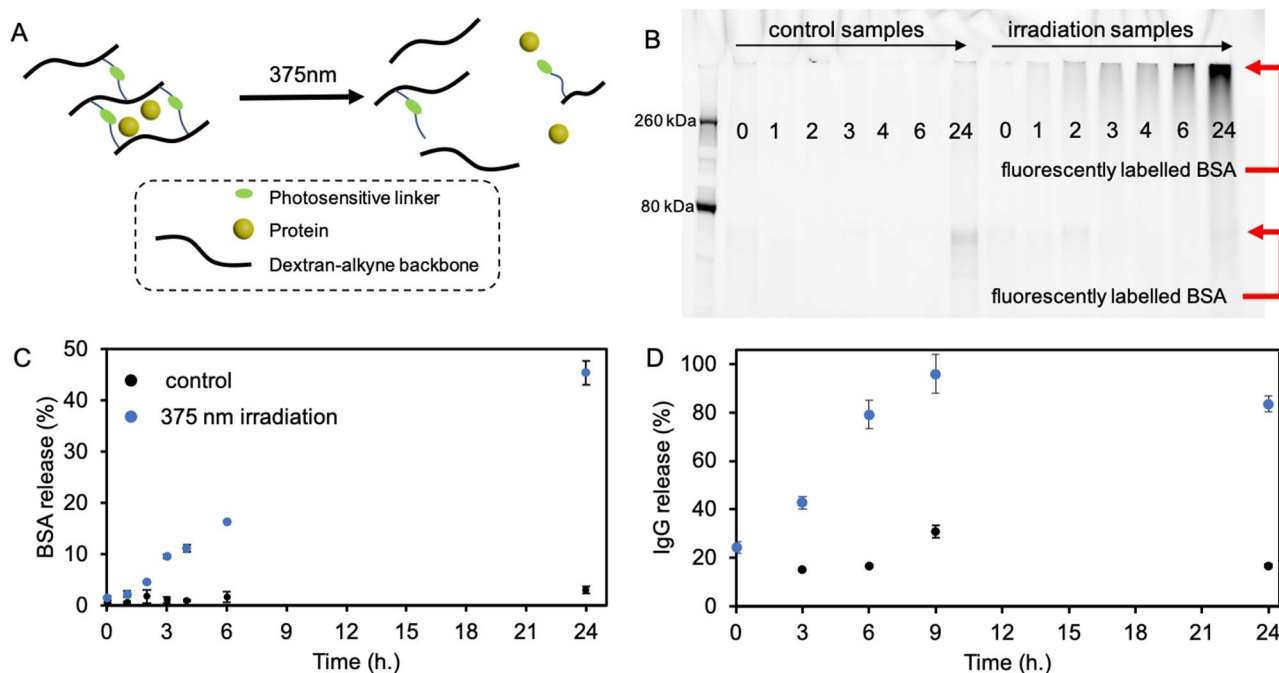 A
375nm
Photosensitive linker
Protein
Dextran-alkyne backbone
B
control samples
irradiation samples
260 kDa
0 1 2 3 4 6 24 0 1 2 3 4 6 24
fluorescently labelled BSA
80 kDa
fluorescently labelled BSA
C
BSA release (%)
50
40
30
20
10
0
control
375 nm irradiation
0 3 6 9 12 15 18 21 24
Time (h.)
D
IgG release (%)
100
80
60
40
20
0
0 3 6 9 12 15 18 21 24
Time (h.)